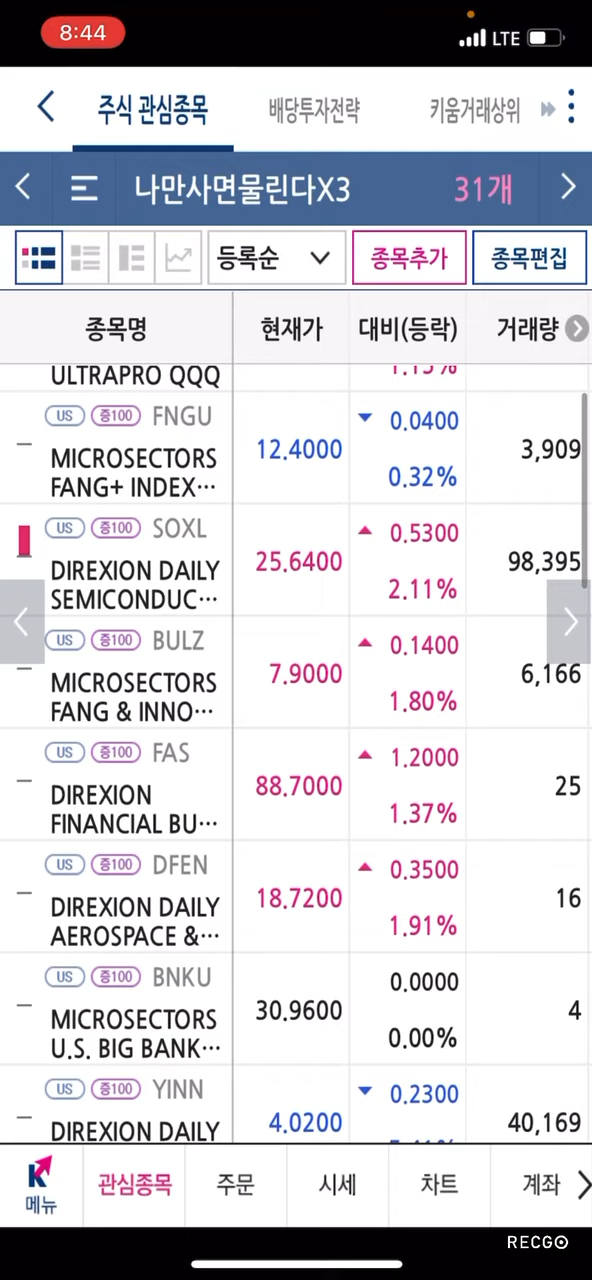 8:44
LTE
주식 관심종목 배당투자전략 키움거래상위
나만사면물린다X3 31개
등록순 종목추가 종목편집
종목명 현재가 대비(등락) 거래량
ULTRAPRO QQQ
US 증100 FNGU
MICROSECTORS
FANG+ INDEX…
12.4000
0.0400
0.32%
3,909
US 증100 SOXL
DIREXION DAILY
SEMICONDUC…
25.6400
0.5300
2.11%
98,395
US 증100 BULZ
MICROSECTORS
FANG & INNO…
7.9000
0.1400
1.80%
6,166
US 증100 FAS
DIREXION
FINANCIAL BU…
88.7000
1.2000
1.37%
25
US 증100 DFEN
DIREXION DAILY
AEROSPACE &…
18.7200
0.3500
1.91%
16
US 증100 BNKU
MICROSECTORS
U.S. BIG BANK…
30.9600
0.0000
0.00%
4
US 증100 YINN
DIREXION DAILY
4.0200
0.2300
40,169
메뉴 관심종목 주문 시세 차트 계좌
RECGO